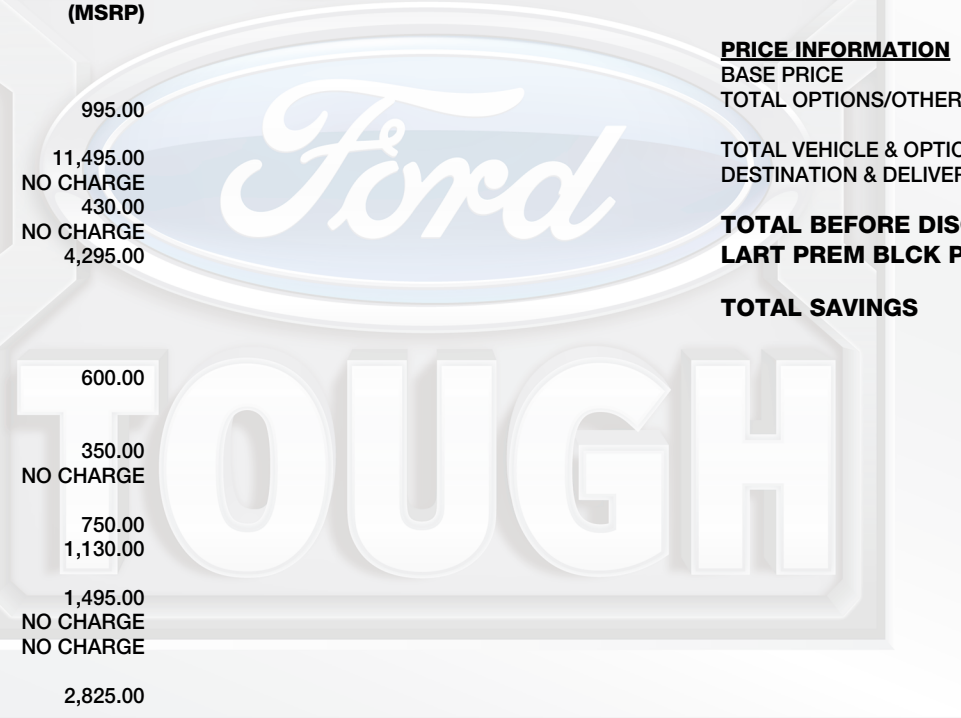 (MSRP)
995.00
11,495.00
NO CHARGE
430.00
NO CHARGE
4,295.00
600.00
350.00
NO CHARGE
750.00
1,130.00
1,495.00
NO CHARGE
NO CHARGE
2,825.00
PRICE INFORMATION
BASE PRICE
TOTAL OPTIONS/OTHER
TOTAL VEHICLE & OPTIO
DESTINATION & DELIVER
TOTAL BEFORE DIS
LART PREM BLCK P
TOTAL SAVINGS
Ford
TOUGH